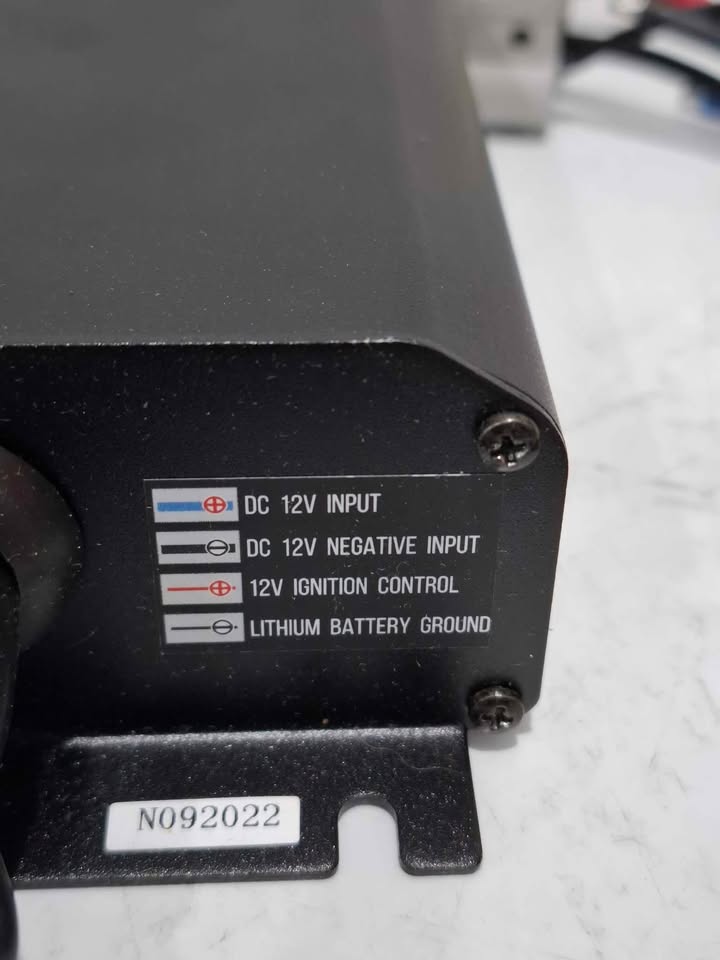 DC 12V INPUT
DC 12V NEGATIVE INPUT
12V IGNITION CONTROL
LITHIUM BATTERY GROUND
N092022